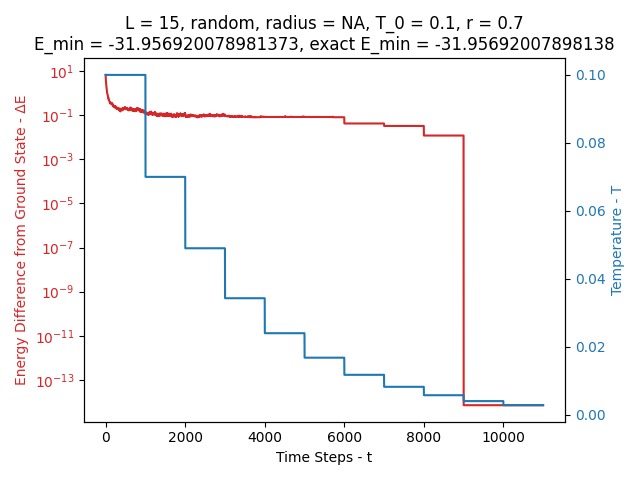 L = 15, random, radius = NA, T_0 = 0.1, r = 0.7
E_min = -31.956920078981373, exact E_min = -31.95692007898138
Energy Difference from Ground State - ΔE
10^1
10^-1
10^-3
10^-5
10^-7
10^-9
10^-11
10^-13
0.10
0.08
0.06
0.04
0.02
0.00
Temperature - T
0 2000 4000 6000 8000 10000
Time Steps - t